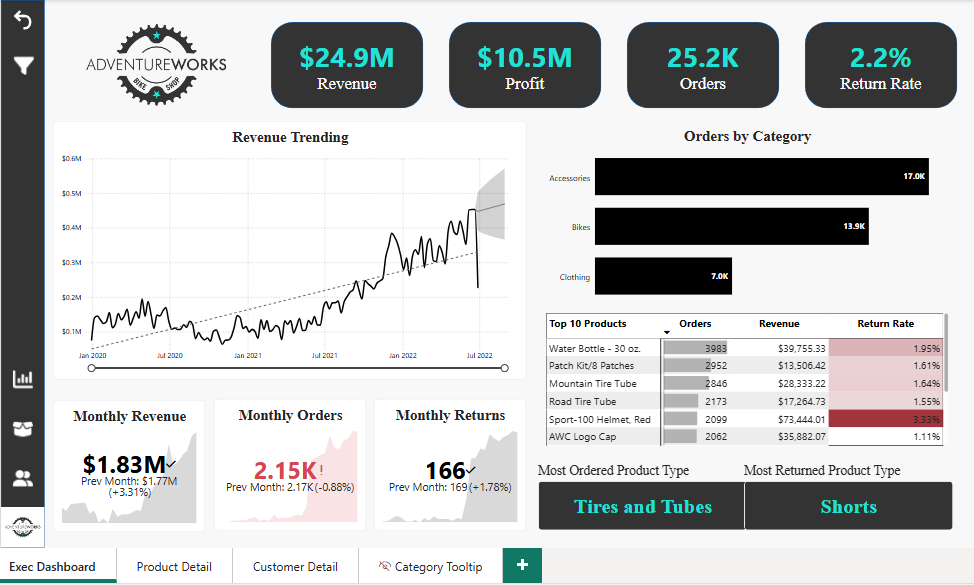 ADVENTUREWORKS
BIKE SHOP
$24.9M
Revenue
$10.5M
Profit
25.2K
Orders
2.2%
Return Rate
Revenue Trending
$0.6M
$0.5M
$0.4M
$0.3M
$0.2M
$0.1M
Jan 2020 Jul 2020 Jan 2021 Jul 2021 Jan 2022 Jul 2022
Orders by Category
Accessories 17.0K
Bikes 13.9K
Clothing 7.0K
Top 10 Products Orders Revenue Return Rate
Water Bottle - 30 oz. 3983 $39,755.33 1.95%
Patch Kit/8 Patches 2952 $13,506.42 1.61%
Mountain Tire Tube 2846 $28,333.22 1.64%
Road Tire Tube 2173 $17,264.73 1.55%
Sport-100 Helmet, Red 2099 $73,444.01 3.33%
AWC Logo Cap 2062 $35,882.07 1.11%
Monthly Revenue
$1.83M
Prev Month: $1.77M
(+3.31%)
Monthly Orders
2.15K!
Prev Month: 2.17K (-0.88%)
Monthly Returns
166
Prev Month: 169 (+1.78%)
Most Ordered Product Type
Tires and Tubes
Most Returned Product Type
Shorts
ADVENTUREWORKS
Exec Dashboard Product Detail Customer Detail Category Tooltip +